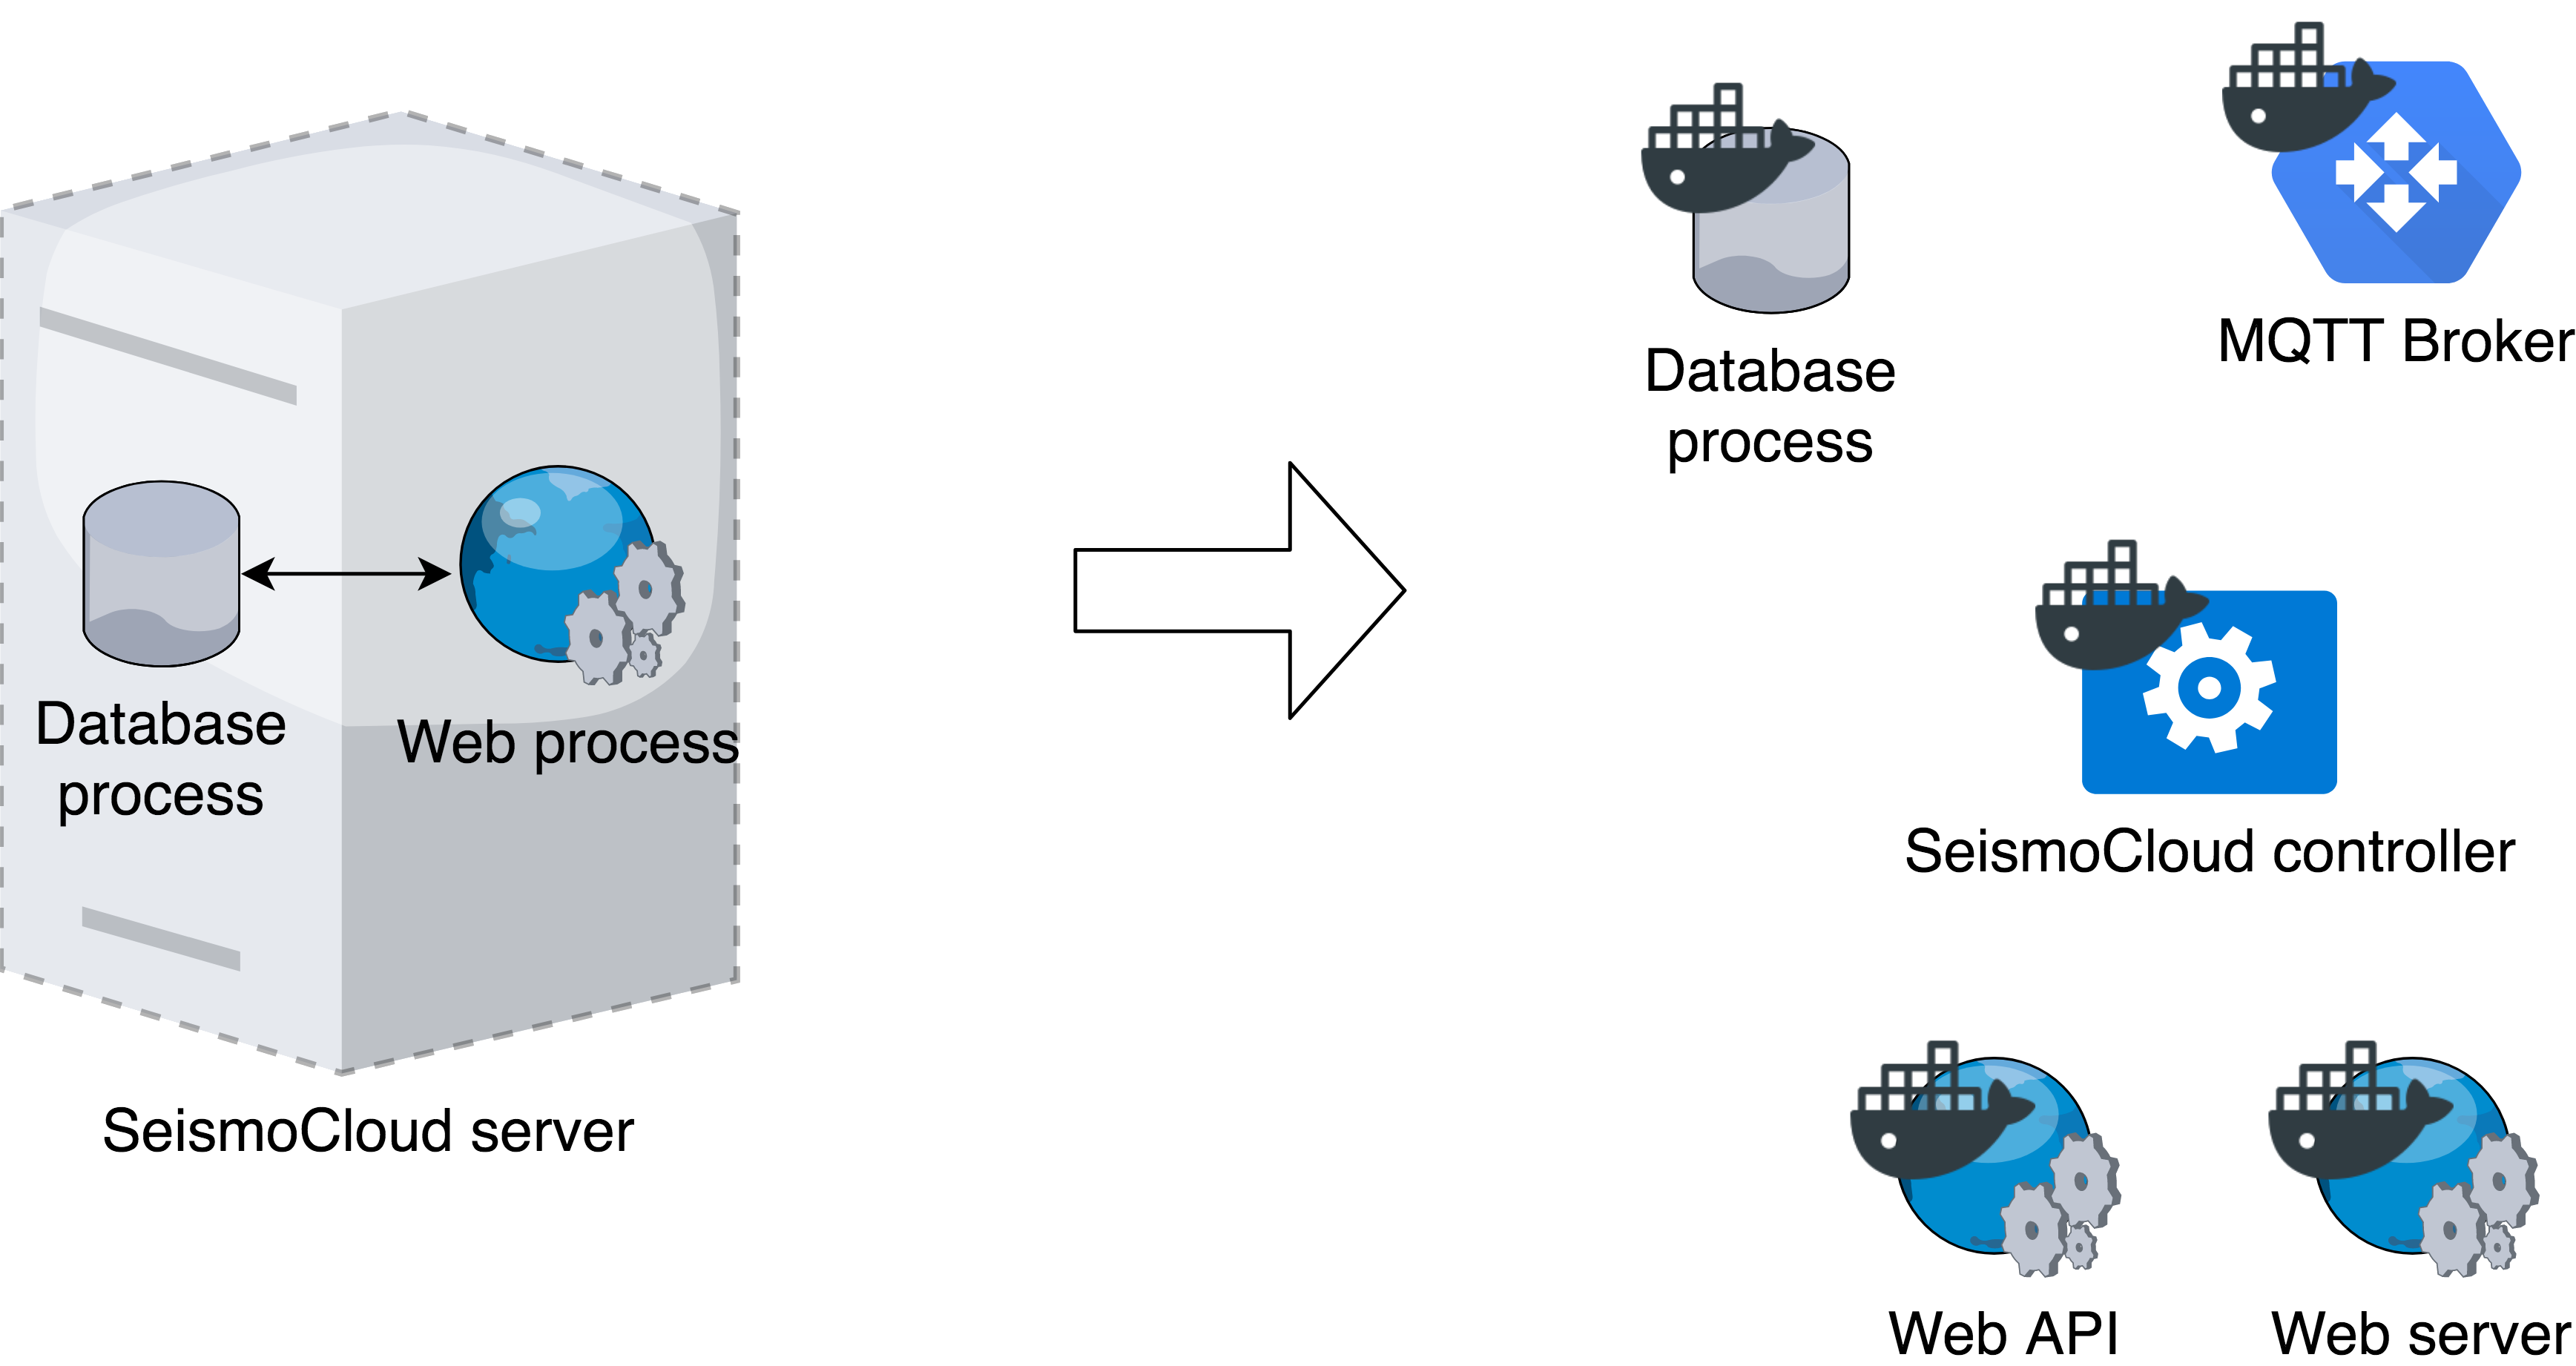 Database
process
Web process
SeismoCloud server
Database
process
MQTT Broker
SeismoCloud controller
Web API
Web server